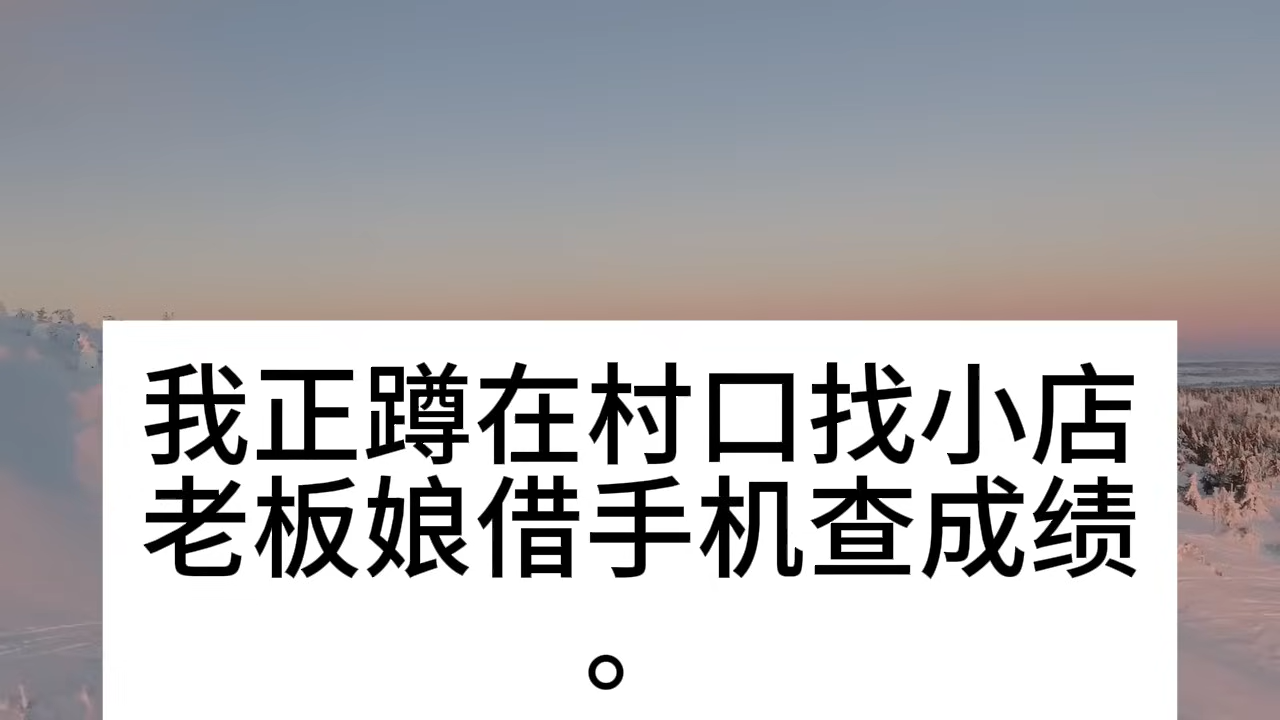 我正蹲在村口找小店
老板娘借手机查成绩
。